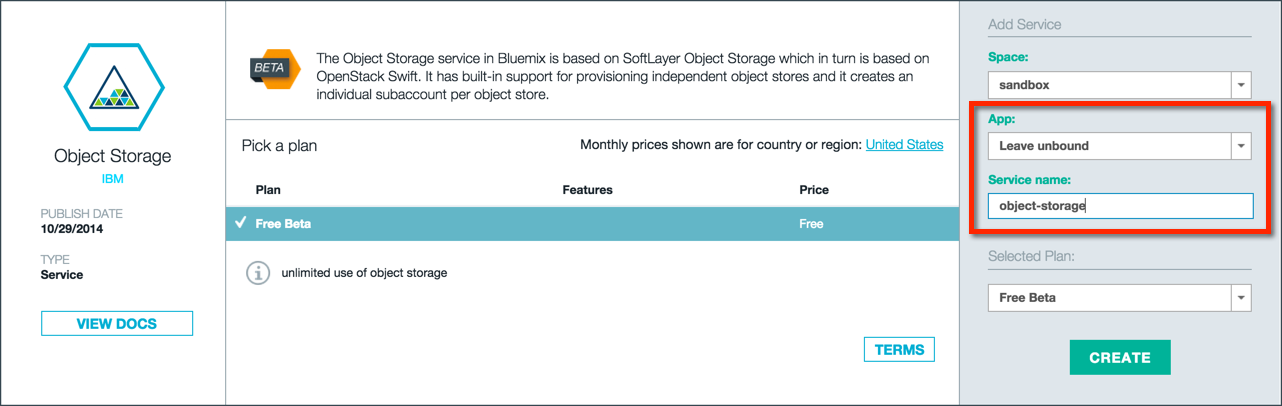 Object Storage
IBM
PUBLISH DATE
10/29/2014
TYPE
Service
VIEW DOCS
BETA
The Object Storage service in Bluemix is based on SoftLayer Object Storage which in turn is based on
OpenStack Swift. It has built-in support for provisioning independent object stores and it creates an
individual subaccount per object store.
Pick a plan
Monthly prices shown are for country or region: United States
Plan Features Price
Free Beta Free
unlimited use of object storage
TERMS
Add Service
Space:
sandbox
App:
Leave unbound
Service name:
object-storage
Selected Plan:
Free Beta
CREATE